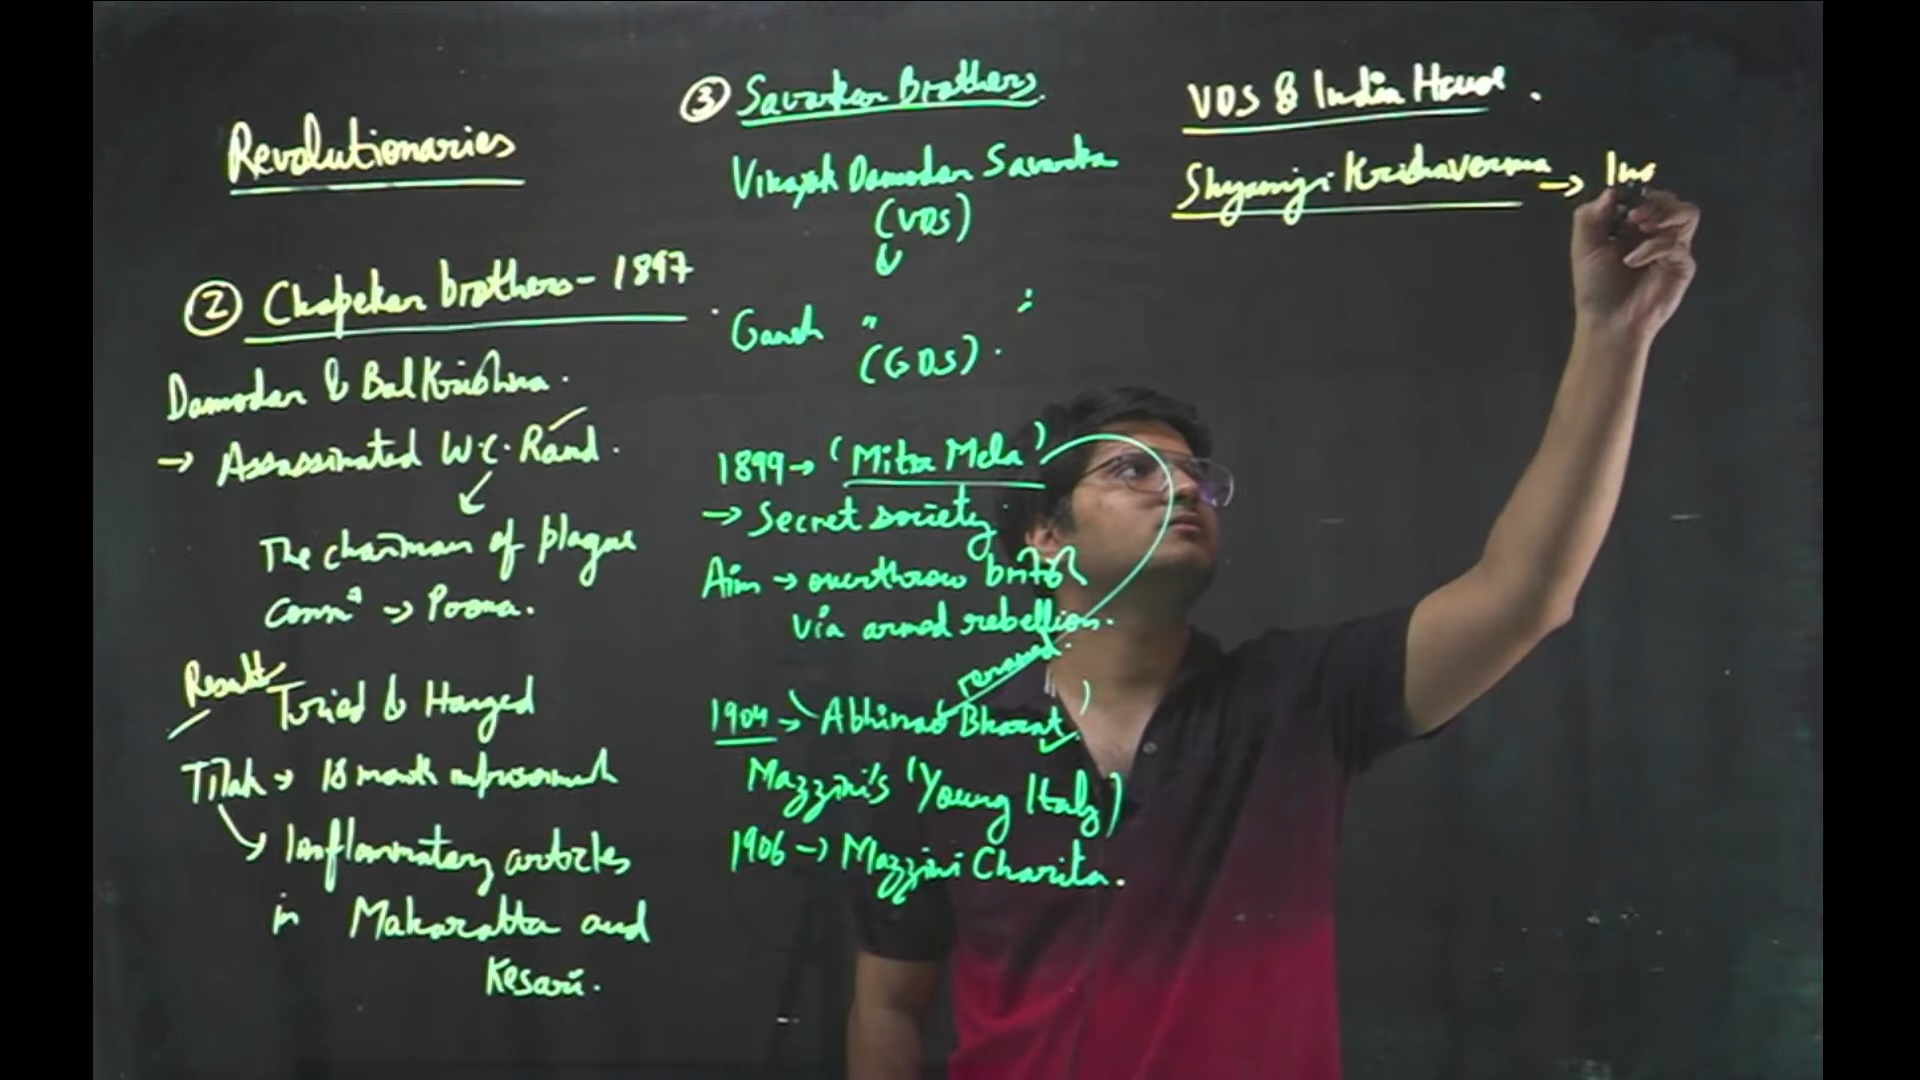 Revolutionaries
② Chapekar brothers - 1897
Damodar & BalKrishna.
→ Assassinated W.C. Rand.
The chairman of plague
Comm → Poona.
Result
Tried & Hanged
Tilak → 18 month imprisonment
Inflammatory articles
in Maharatta and
Kesari.
③ Savarkar Brothers.
Vinayak Damodar Savarkar
(VDS)
Ganesh " "
(GDS).
1899 → 'Mitra Mela'
→ Secret society.
Aim → overthrow british
via armed rebellion.
renamed.
1904 → 'Abhinav Bharat'
Mazzini's 'Young Italy'
1906 → Mazzini Charita.
VDS & India House.
Shyamji Krishnaverma →